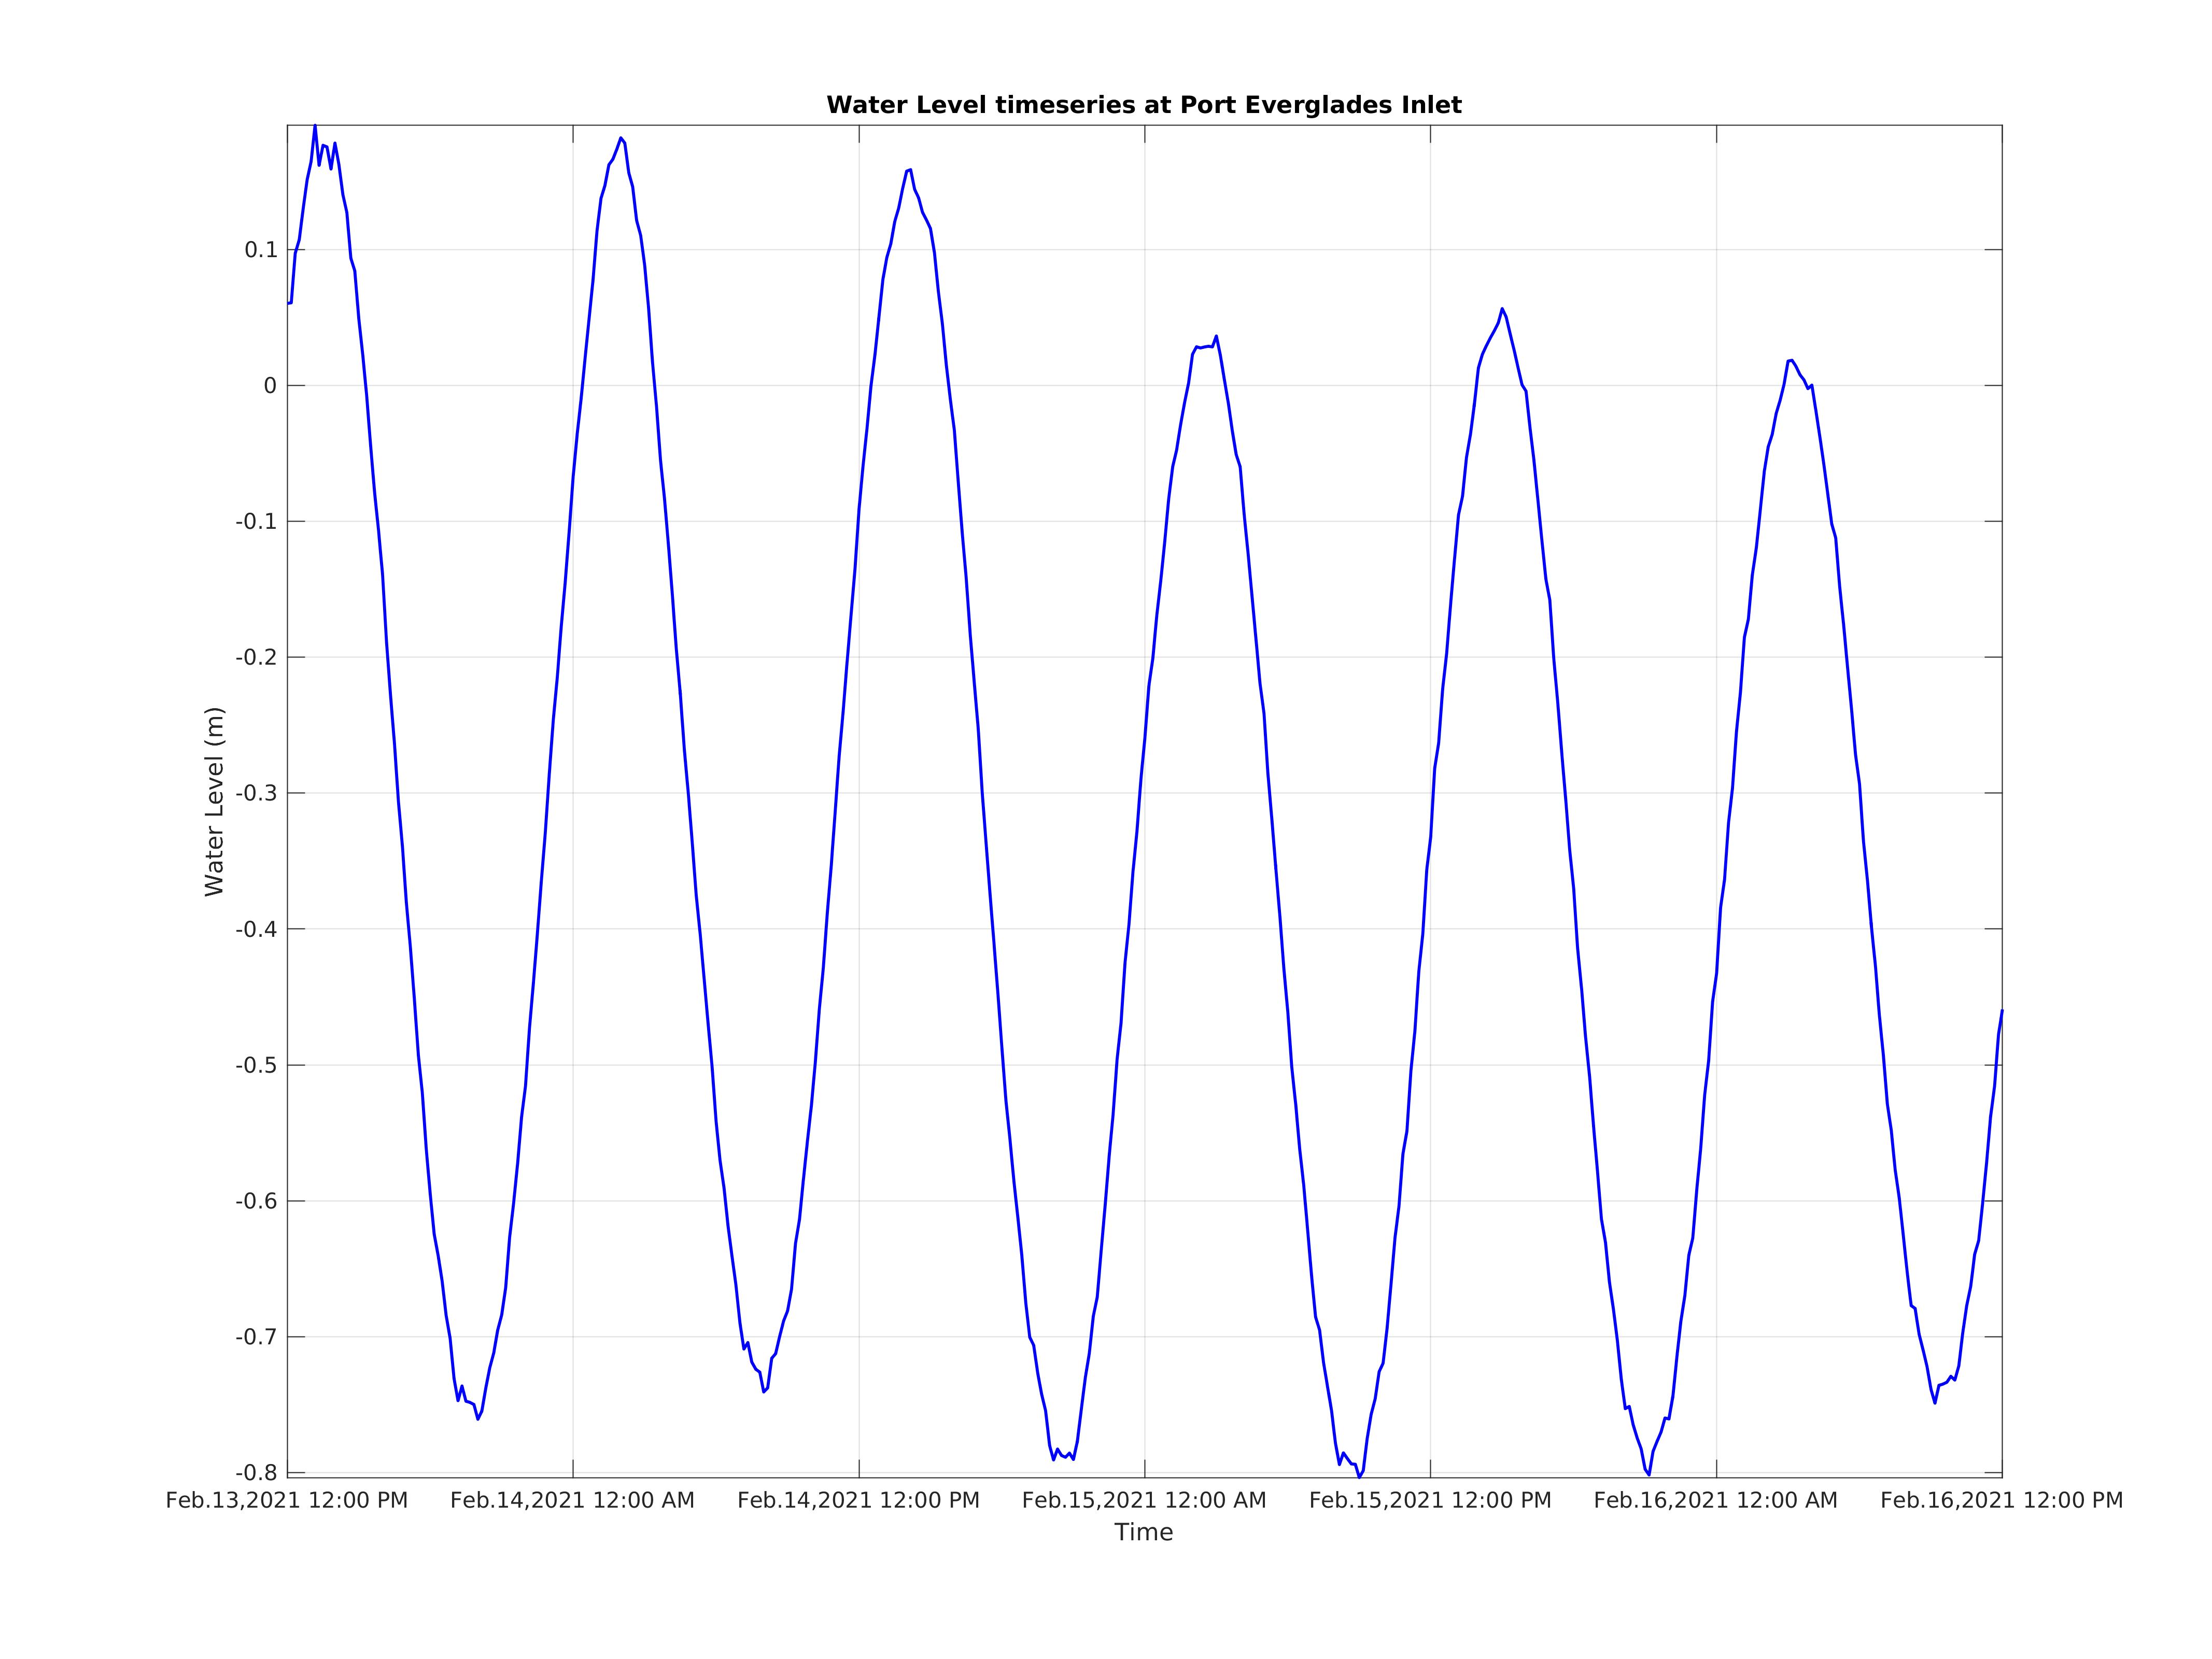 Water Level timeseries at Port Everglades Inlet
0.1
0
-0.1
-0.2
-0.3
-0.4
-0.5
-0.6
-0.7
-0.8
Water Level (m)
Feb.13,2021 12:00 PM
Feb.14,2021 12:00 AM
Feb.14,2021 12:00 PM
Feb.15,2021 12:00 AM
Feb.15,2021 12:00 PM
Feb.16,2021 12:00 AM
Feb.16,2021 12:00 PM
Time